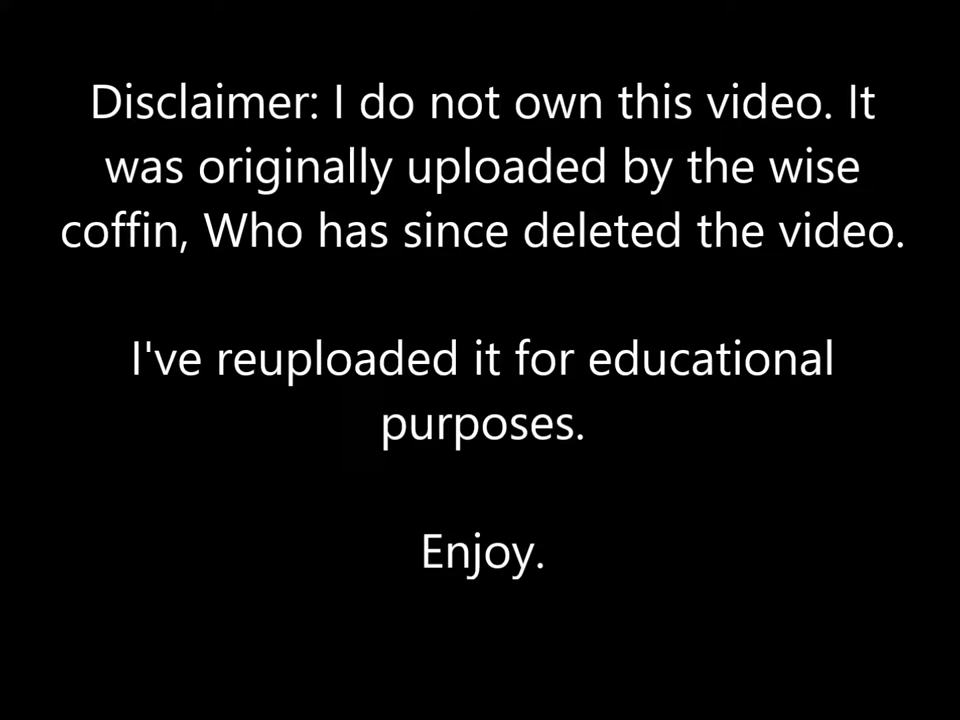 Disclaimer: I do not own this video. It
was originally uploaded by the wise
coffin, Who has since deleted the video.
I've reuploaded it for educational
purposes.
Enjoy.